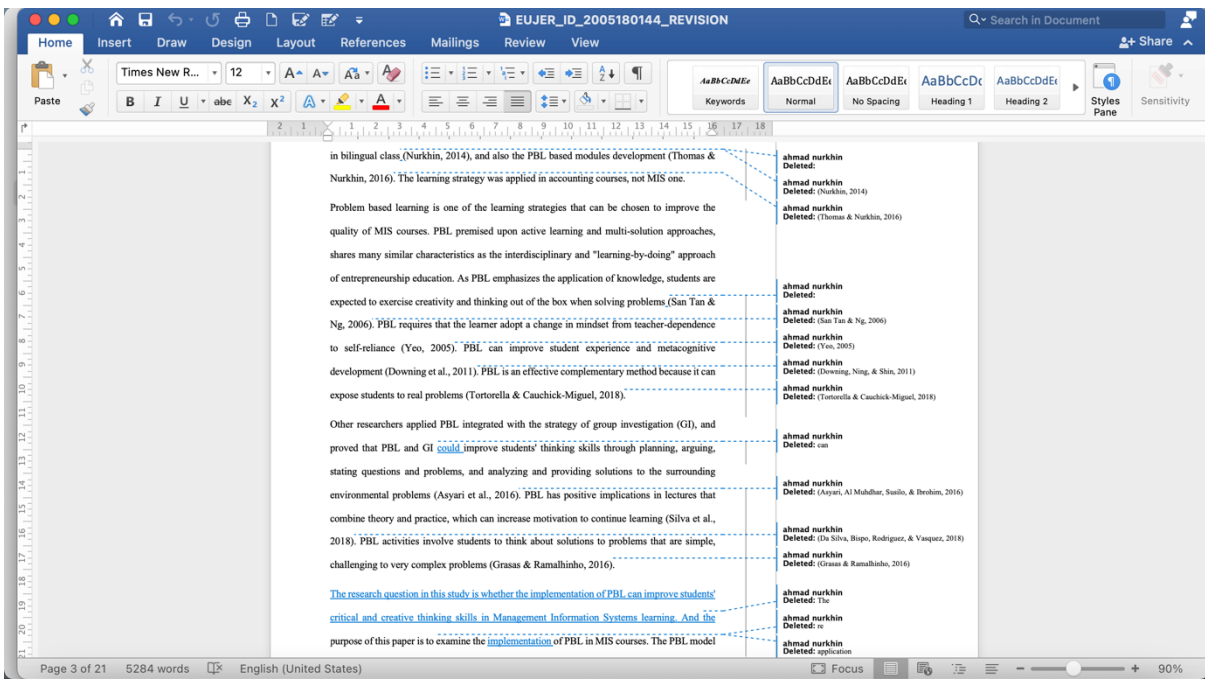 EUJER_ID_2005180144_REVISION
Search in Document
Home Insert Draw Design Layout References Mailings Review View
Share
Times New R... 12
Paste
AaBbCcDdEe AaBbCcDdEe AaBbCcDdEe AaBbCcDc AaBbCcDdEe
Keywords Normal No Spacing Heading 1 Heading 2
Styles Pane
Sensitivity
2 1 1 2 3 4 5 6 7 8 9 10 11 12 13 14 15 16 17 18
in bilingual class (Nurkhin, 2014), and also the PBL based modules development (Thomas &
Nurkhin, 2016). The learning strategy was applied in accounting courses, not MIS one.
Problem based learning is one of the learning strategies that can be chosen to improve the
quality of MIS courses. PBL premised upon active learning and multi-solution approaches,
shares many similar characteristics as the interdisciplinary and "learning-by-doing" approach
of entrepreneurship education. As PBL emphasizes the application of knowledge, students are
expected to exercise creativity and thinking out of the box when solving problems (San Tan &
Ng, 2006). PBL requires that the learner adopt a change in mindset from teacher-dependence
to self-reliance (Yeo, 2005). PBL can improve student experience and metacognitive
development (Downing et al., 2011). PBL is an effective complementary method because it can
expose students to real problems (Tortorella & Cauchick-Miguel, 2018).
Other researchers applied PBL integrated with the strategy of group investigation (GI), and
proved that PBL and GI could improve students' thinking skills through planning, arguing,
stating questions and problems, and analyzing and providing solutions to the surrounding
environmental problems (Asyari et al., 2016). PBL has positive implications in lectures that
combine theory and practice, which can increase motivation to continue learning (Silva et al.,
2018). PBL activities involve students to think about solutions to problems that are simple,
challenging to very complex problems (Grasas & Ramalhinho, 2016).
The research question in this study is whether the implementation of PBL can improve students'
critical and creative thinking skills in Management Information Systems learning. And the
purpose of this paper is to examine the implementation of PBL in MIS courses. The PBL model
ahmad nurkhin
Deleted:
ahmad nurkhin
Deleted: (Nurkhin, 2014)
ahmad nurkhin
Deleted: (Thomas & Nurkhin, 2016)
ahmad nurkhin
Deleted:
ahmad nurkhin
Deleted: (San Tan & Ng, 2006)
ahmad nurkhin
Deleted: (Yeo, 2005)
ahmad nurkhin
Deleted: (Downing, Ning, & Shin, 2011)
ahmad nurkhin
Deleted: (Tortorella & Cauchick-Miguel, 2018)
ahmad nurkhin
Deleted: can
ahmad nurkhin
Deleted: (Asyari, Al Muhdhar, Susilo, & Ibrohim, 2016)
ahmad nurkhin
Deleted: (Da Silva, Bispo, Rodriguez, & Vasquez, 2018)
ahmad nurkhin
Deleted: (Grasas & Ramalhinho, 2016)
ahmad nurkhin
Deleted: The
ahmad nurkhin
Deleted: re
ahmad nurkhin
Deleted: application
Page 3 of 21 5284 words English (United States) Focus 90%